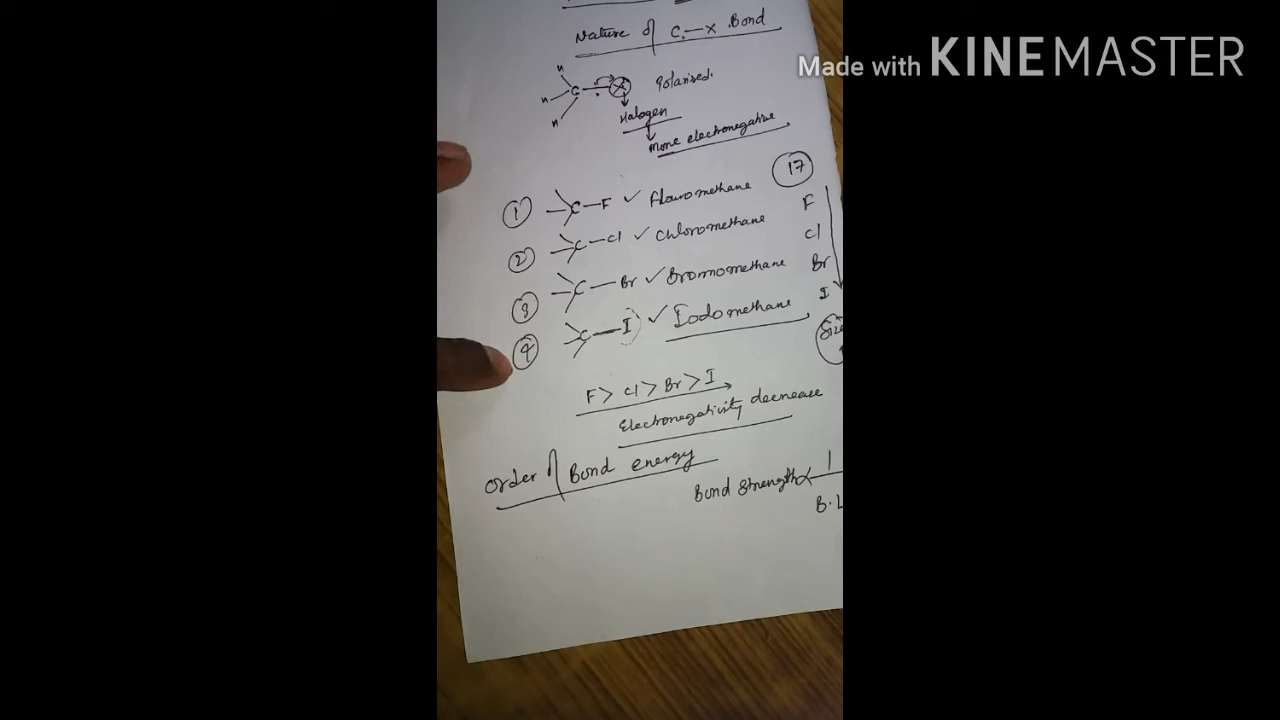 Made with KINEMASTER
Nature of C—X Bond
H
H
H
C — X Polarised.
Halogen
More electronegative
17
① C—F ✓ Flouromethane
② C—Cl ✓ Chloromethane
③ C—Br ✓ Bromomethane
④ C—I ✓ Iodomethane
F
Cl
Br
I
Size
F > Cl > Br > I
Electronegativity decrease
Order of Bond energy
Bond strength ∝ 1
B.L